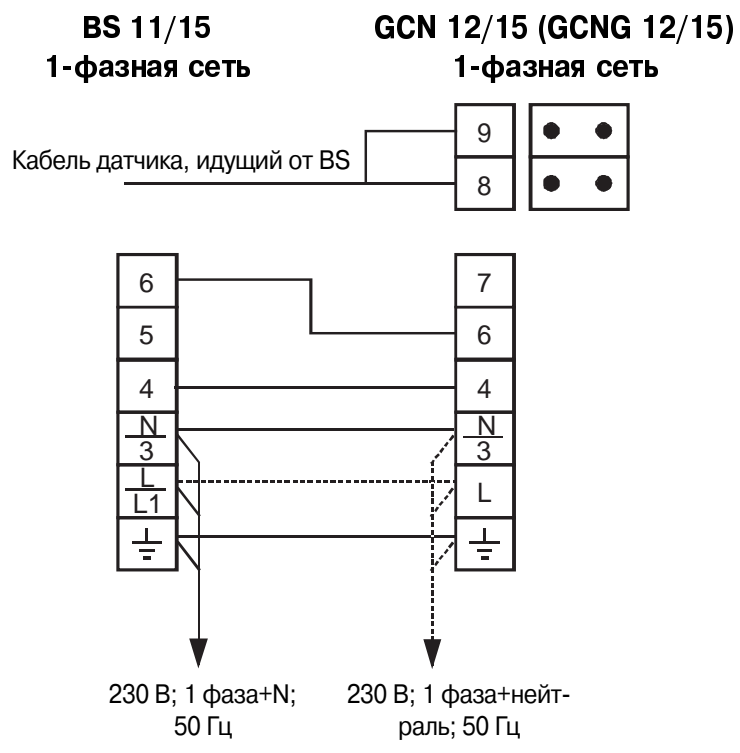 BS 11/15
1-фазная сеть
GCN 12/15 (GCNG 12/15)
1-фазная сеть
Кабель датчика, идущий от BS
9
8
6
5
4
N
3
L
L1
7
6
4
N
3
L
230 В; 1 фаза+N;
50 Гц
230 В; 1 фаза+нейт-
раль; 50 Гц